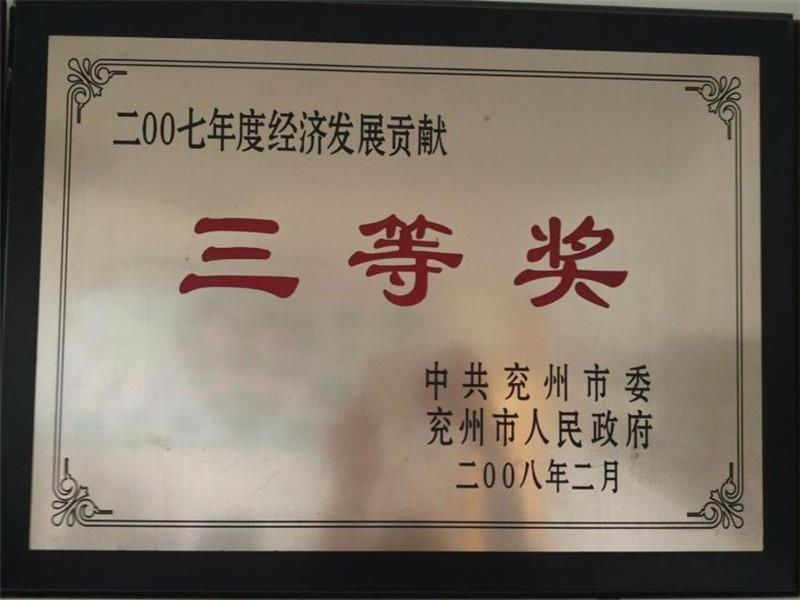 二00七年度经济发展贡献
三等奖
中共兖州市委
兖州市人民政府
二00八年二月